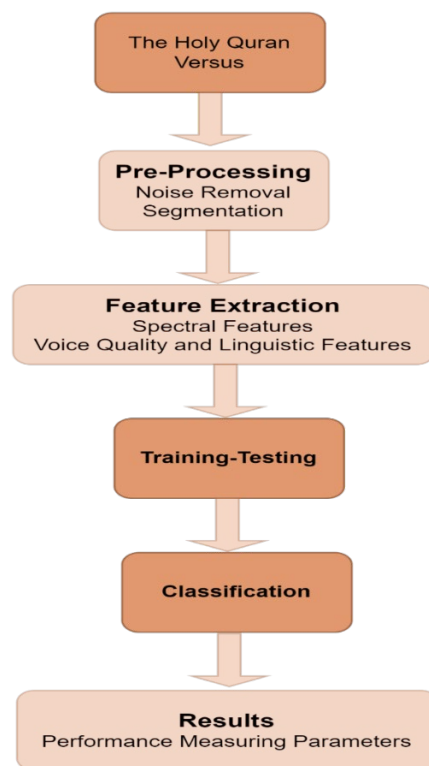 The Holy Quran
Versus
Pre-Processing
Noise Removal
Segmentation
Feature Extraction
Spectral Features
Voice Quality and Linguistic Features
Training-Testing
Classification
Results
Performance Measuring Parameters